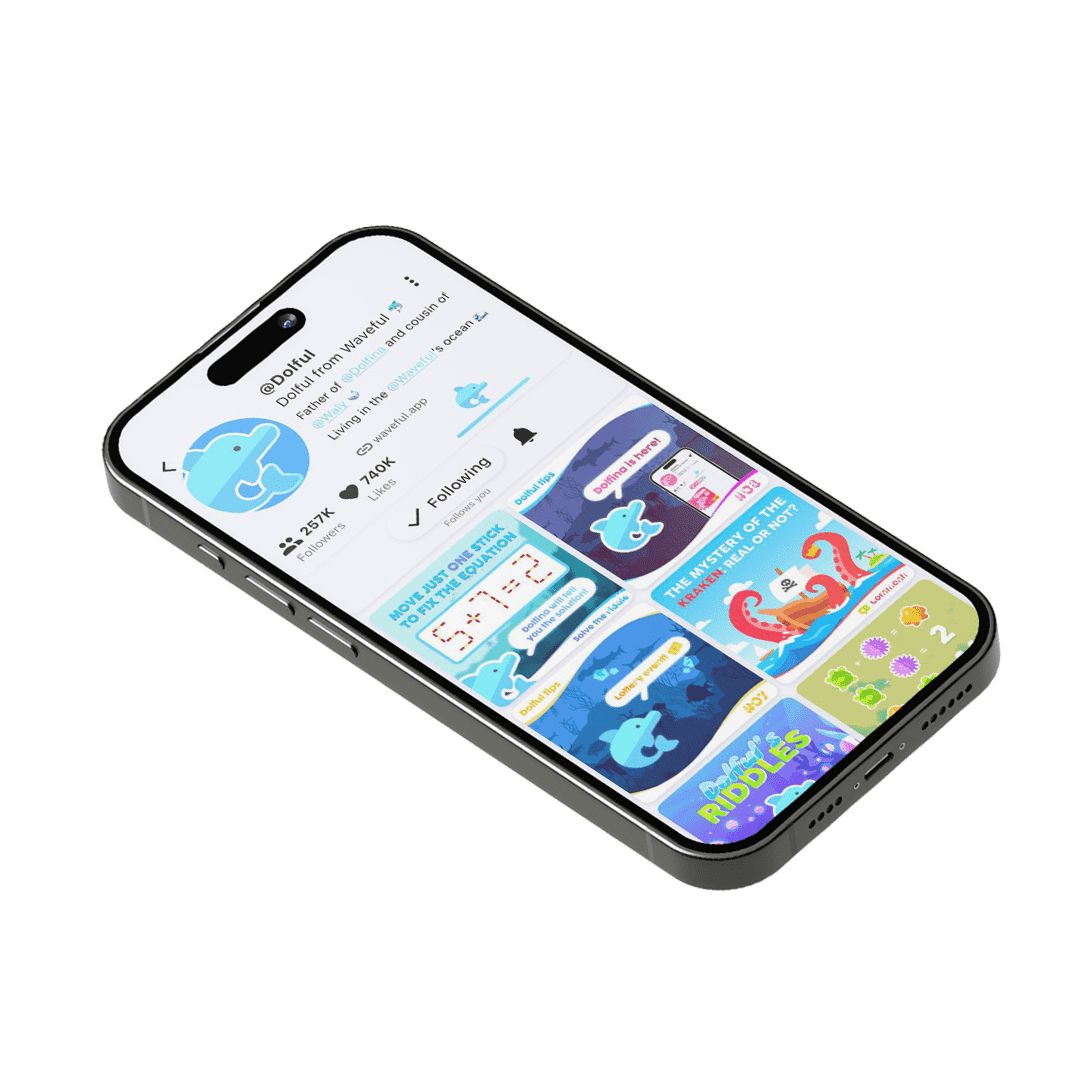 @Dolful
Dolful from Waveful
Father of @Dolfina and cousin of
@Waly
Living in the @Waveful's ocean
waveful.app
257K
Followers
740K
Likes
Following
Follows you
MOVE JUST ONE STICK
TO FIX THE EQUATION
5+7=2
Dolfina will tell
you the solution!
Dolful tips
Dolfina is here!
#08
Solve the riddle
THE MYSTERY OF THE
KRAKEN: REAL OR NOT?
Dolful tips
Lottery event!
#07
Dolful's
RIDDLES
+
=
2